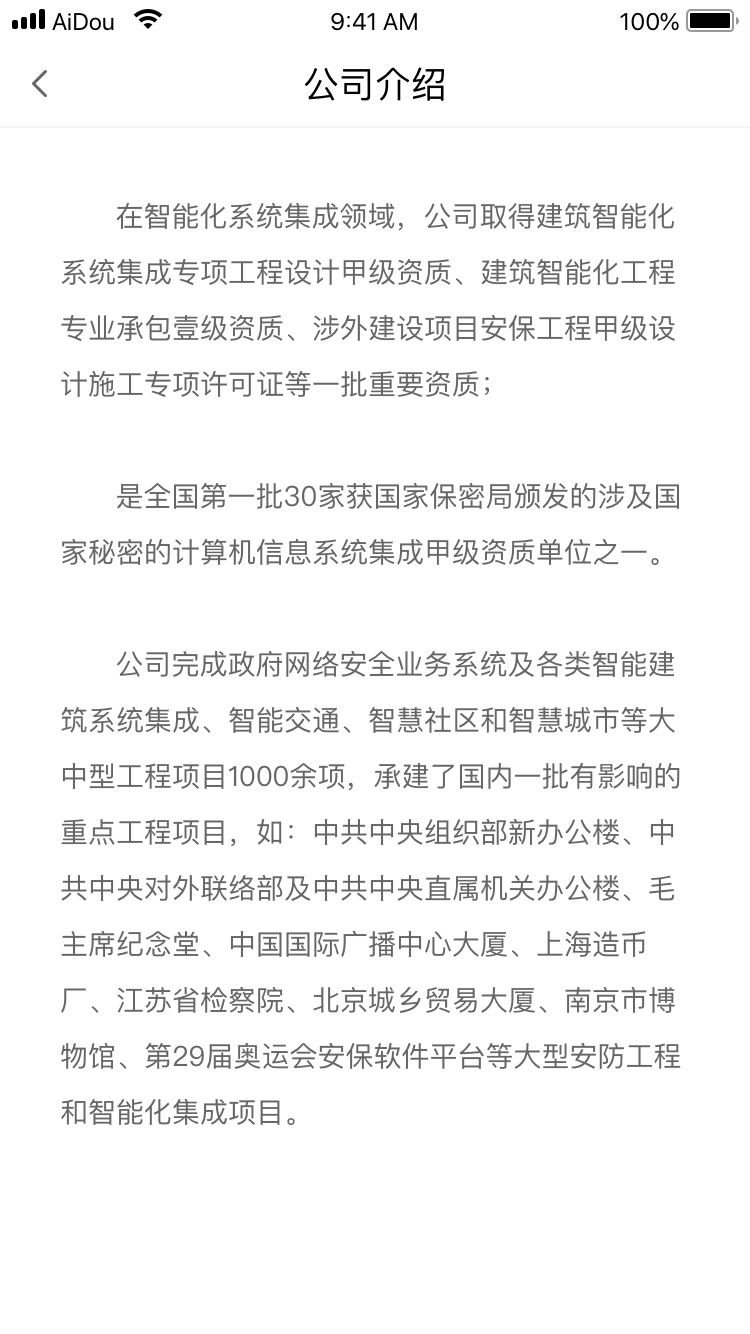 AiDou 9:41 AM 100%
公司介绍
在智能化系统集成领域，公司取得建筑智能化
系统集成专项工程设计甲级资质、建筑智能化工程
专业承包壹级资质、涉外建设项目安保工程甲级设
计施工专项许可证等一批重要资质；
是全国第一批30家获国家保密局颁发的涉及国
家秘密的计算机信息系统集成甲级资质单位之一。
公司完成政府网络安全业务系统及各类智能建
筑系统集成、智能交通、智慧社区和智慧城市等大
中型工程项目1000余项，承建了国内一批有影响的
重点工程项目，如：中共中央组织部新办公楼、中
共中央对外联络部及中共中央直属机关办公楼、毛
主席纪念堂、中国国际广播中心大厦、上海造币
厂、江苏省检察院、北京城乡贸易大厦、南京市博
物馆、第29届奥运会安保软件平台等大型安防工程
和智能化集成项目。